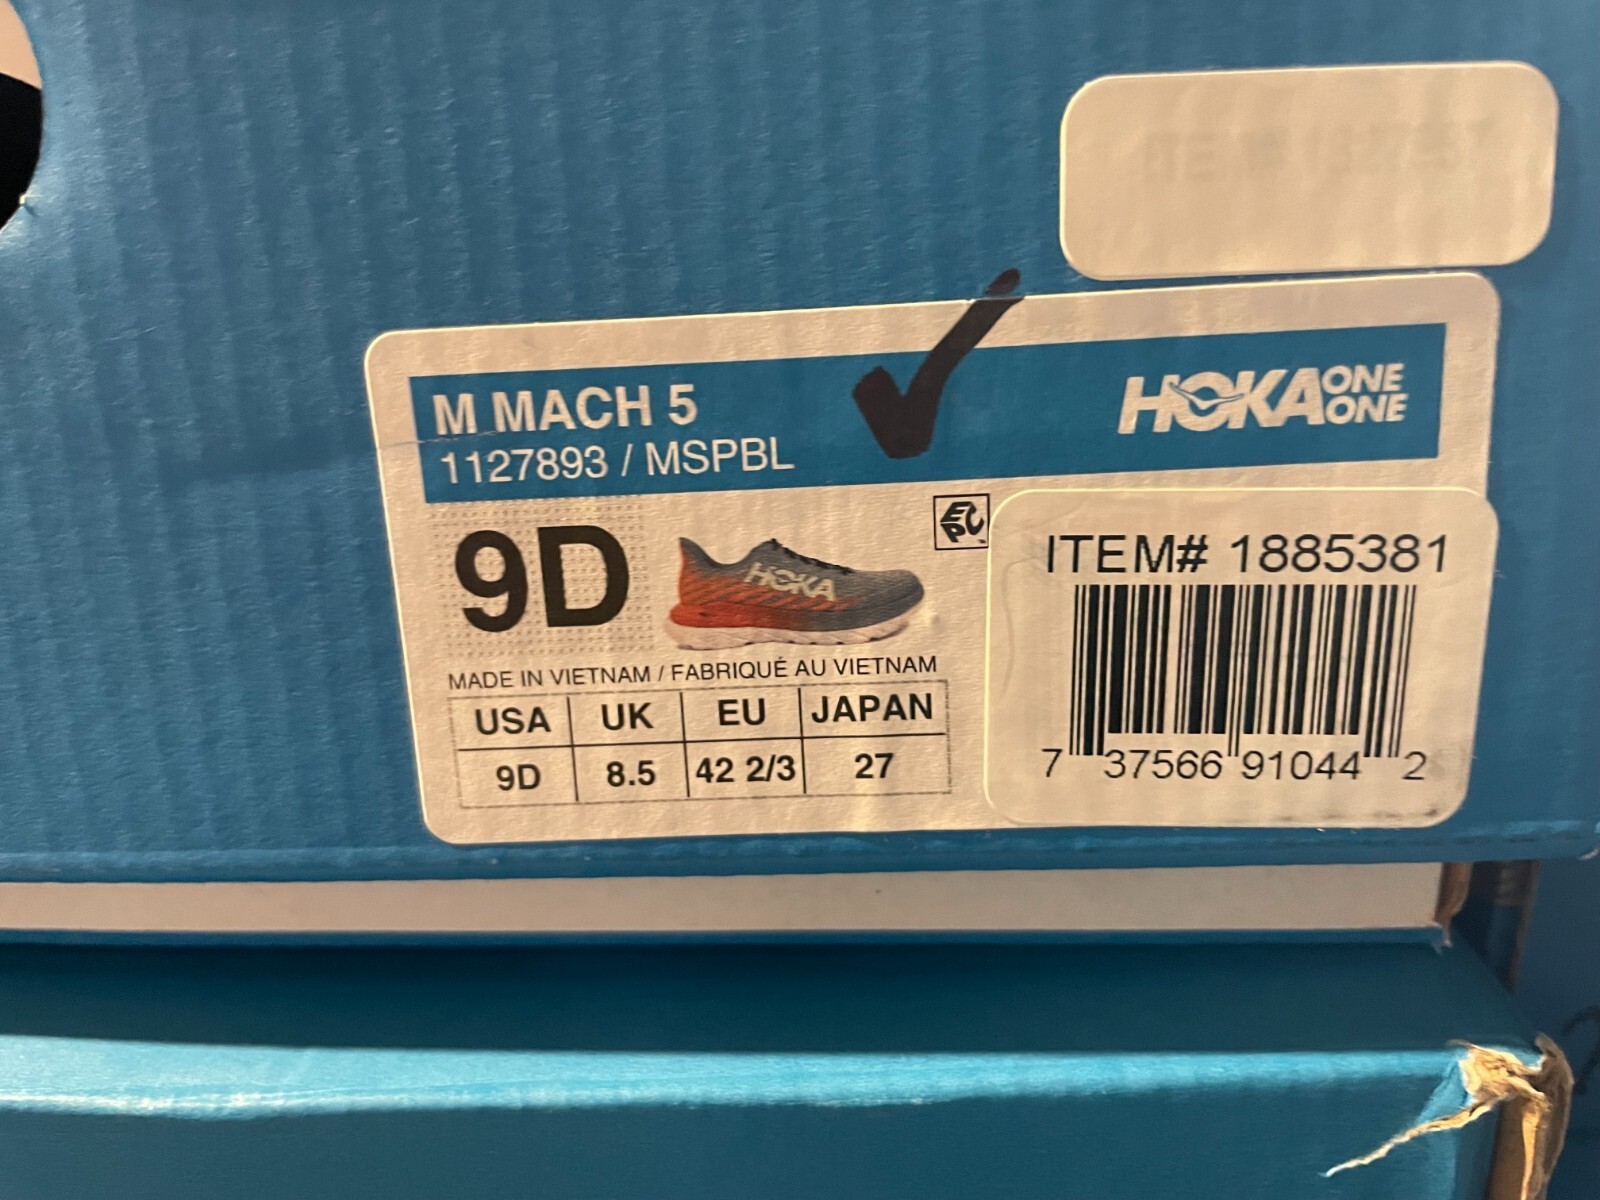 M MACH 5
1127893 / MSPBL
HOKA ONE ONE
9D
HOKA
EPC
ITEM# 1885381
MADE IN VIETNAM / FABRIQUÉ AU VIETNAM
USA UK EU JAPAN
9D 8.5 42 2/3 27
7 37566 91044 2